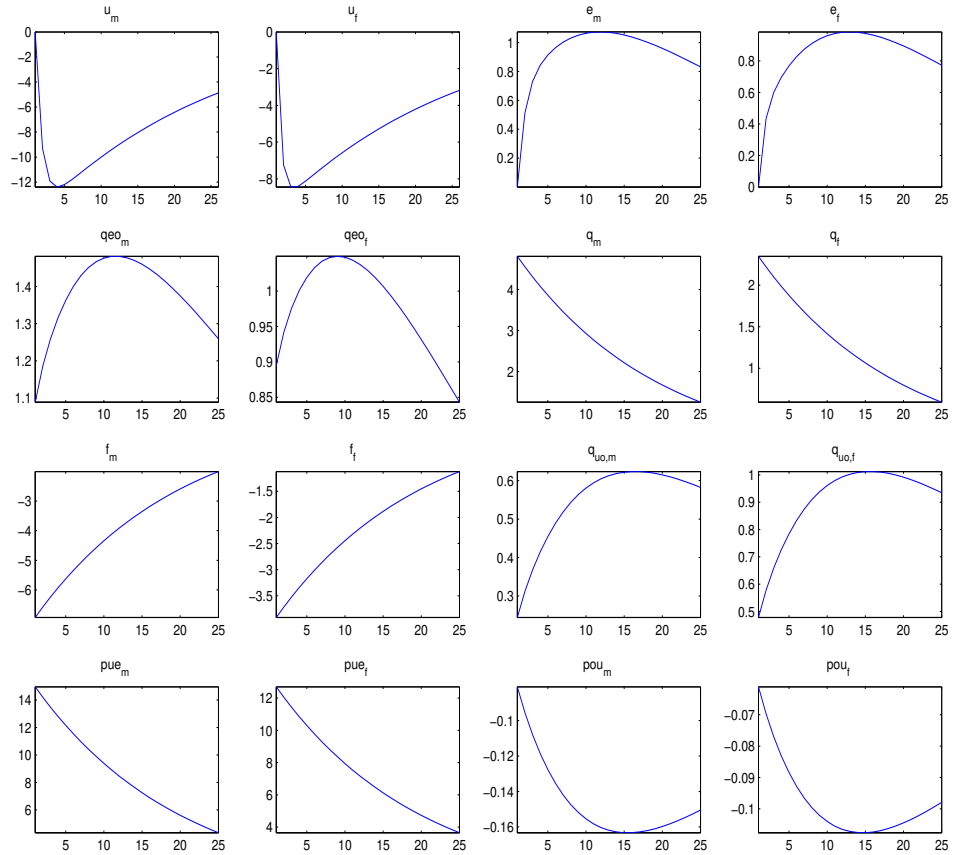 u_m u_f e_m e_f
0 0
−2 −2 1 0.8
−4 0.8 0.6
−6 −4 0.6
−8 0.4 0.4
−10 −6 0.2 0.2
−12 −8 0
5 10 15 20 25 5 10 15 20 25 5 10 15 20 25 5 10 15 20 25
qeo_m qeo_f q_m q_f
1.4 1 4 2
1.3 0.95 3 1.5
1.2 0.9 2 1
1.1 0.85
5 10 15 20 25 5 10 15 20 25 5 10 15 20 25 5 10 15 20 25
f_m f_f q_uo,m q_uo,f
−3 −1.5 0.6 1
−4 −2 0.5 0.9
−5 −2.5 0.4 0.8
−6 −3 0.3 0.7
−3.5 0.6
0.5
5 10 15 20 25 5 10 15 20 25 5 10 15 20 25 5 10 15 20 25
pue_m pue_f pou_m pou_f
14 12 −0.1 −0.07
12 10 −0.12 −0.08
10 8 −0.14 −0.09
8 6 −0.16 −0.1
6 4
5 10 15 20 25 5 10 15 20 25 5 10 15 20 25 5 10 15 20 25